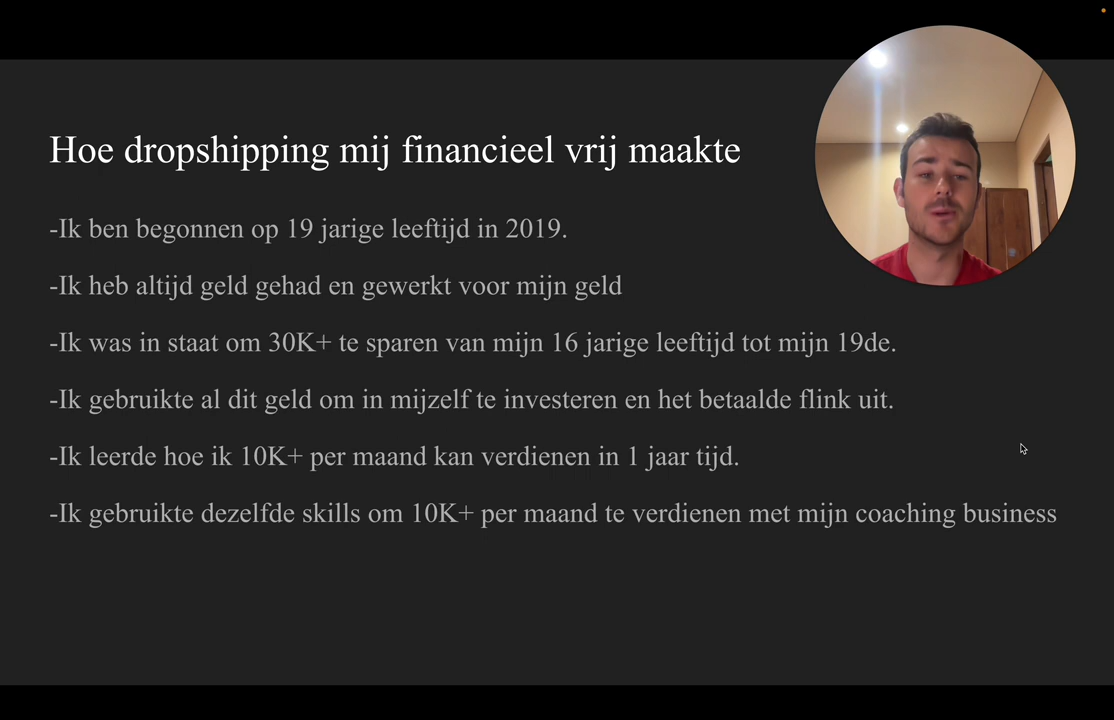 Hoe dropshipping mij financieel vrij maakte
-Ik ben begonnen op 19 jarige leeftijd in 2019.
-Ik heb altijd geld gehad en gewerkt voor mijn geld
-Ik was in staat om 30K+ te sparen van mijn 16 jarige leeftijd tot mijn 19de.
-Ik gebruikte al dit geld om in mijzelf te investeren en het betaalde flink uit.
-Ik leerde hoe ik 10K+ per maand kan verdienen in 1 jaar tijd.
-Ik gebruikte dezelfde skills om 10K+ per maand te verdienen met mijn coaching business